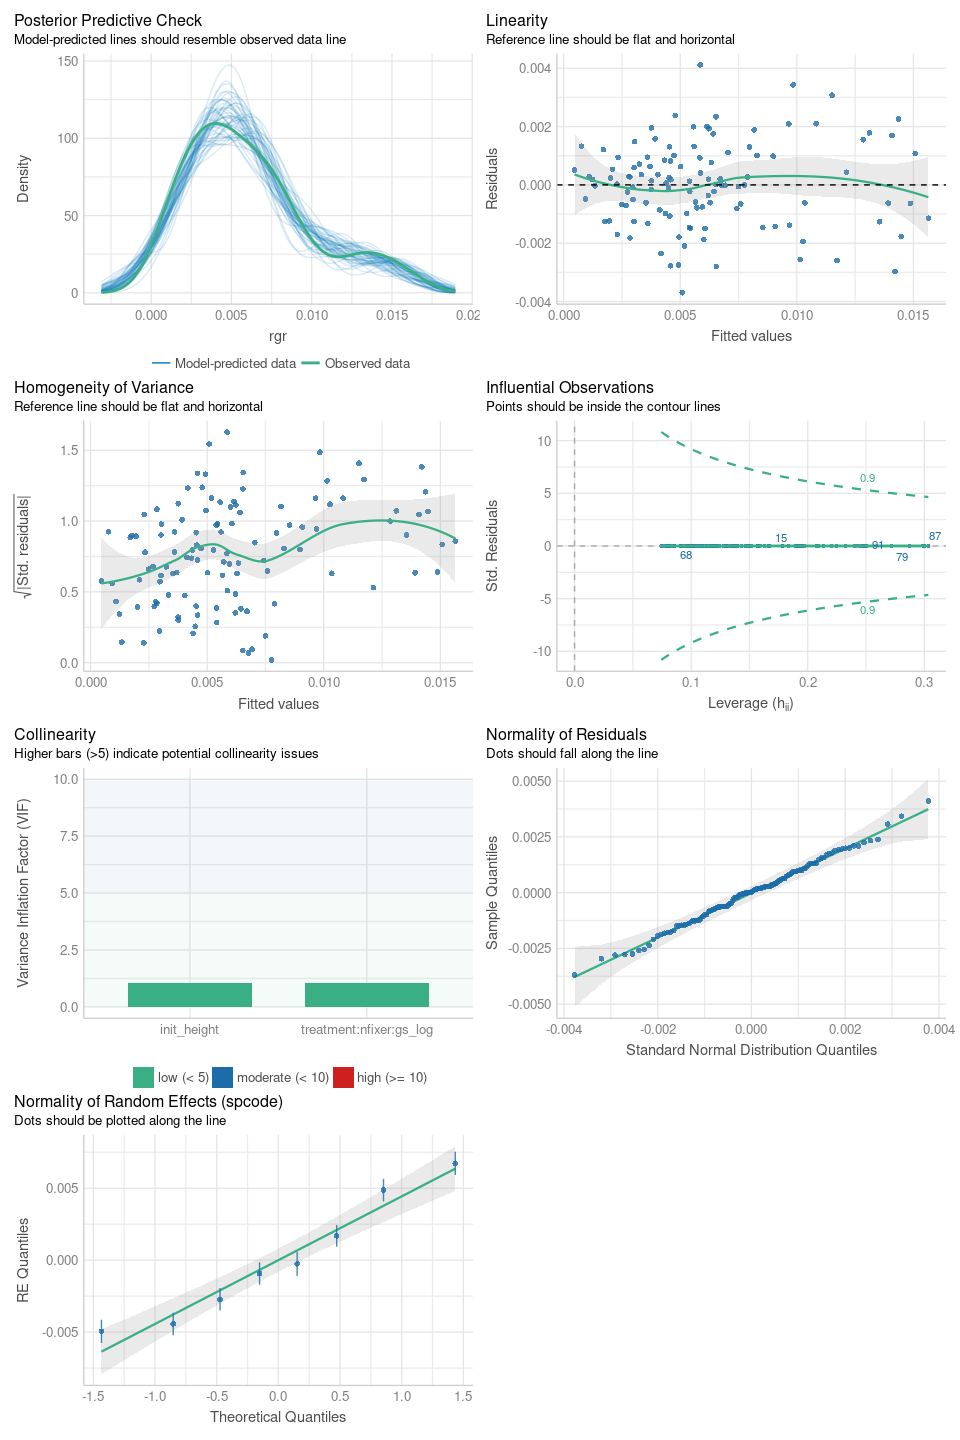 Posterior Predictive Check
Model-predicted lines should resemble observed data line
150
100
50
0
Density
0.000
0.005
0.010
0.015
0.02
rgr
Model-predicted data
Observed data
Linearity
Reference line should be flat and horizontal
0.004
0.002
0.000
-0.002
-0.004
Residuals
0.000
0.005
0.010
0.015
Fitted values
Homogeneity of Variance
Reference line should be flat and horizontal
1.5
1.0
0.5
0.0
√|Std. residuals|
0.000
0.005
0.010
0.015
Fitted values
Influential Observations
Points should be inside the contour lines
10
5
0
-5
-10
Std. Residuals
0.9
15
91
87
68
79
0.9
0.0
0.1
0.2
0.3
Leverage (hii)
Collinearity
Higher bars (>5) indicate potential collinearity issues
10.0
7.5
5.0
2.5
0.0
Variance Inflation Factor (VIF)
init_height
treatment:nfixer:gs_log
low (< 5)
moderate (< 10)
high (>= 10)
Normality of Residuals
Dots should fall along the line
0.0050
0.0025
0.0000
-0.0025
-0.0050
Sample Quantiles
-0.004
-0.002
0.000
0.002
0.004
Standard Normal Distribution Quantiles
Normality of Random Effects (spcode)
Dots should be plotted along the line
0.005
0.000
-0.005
RE Quantiles
-1.5
-1.0
-0.5
0.0
0.5
1.0
1.5
Theoretical Quantiles